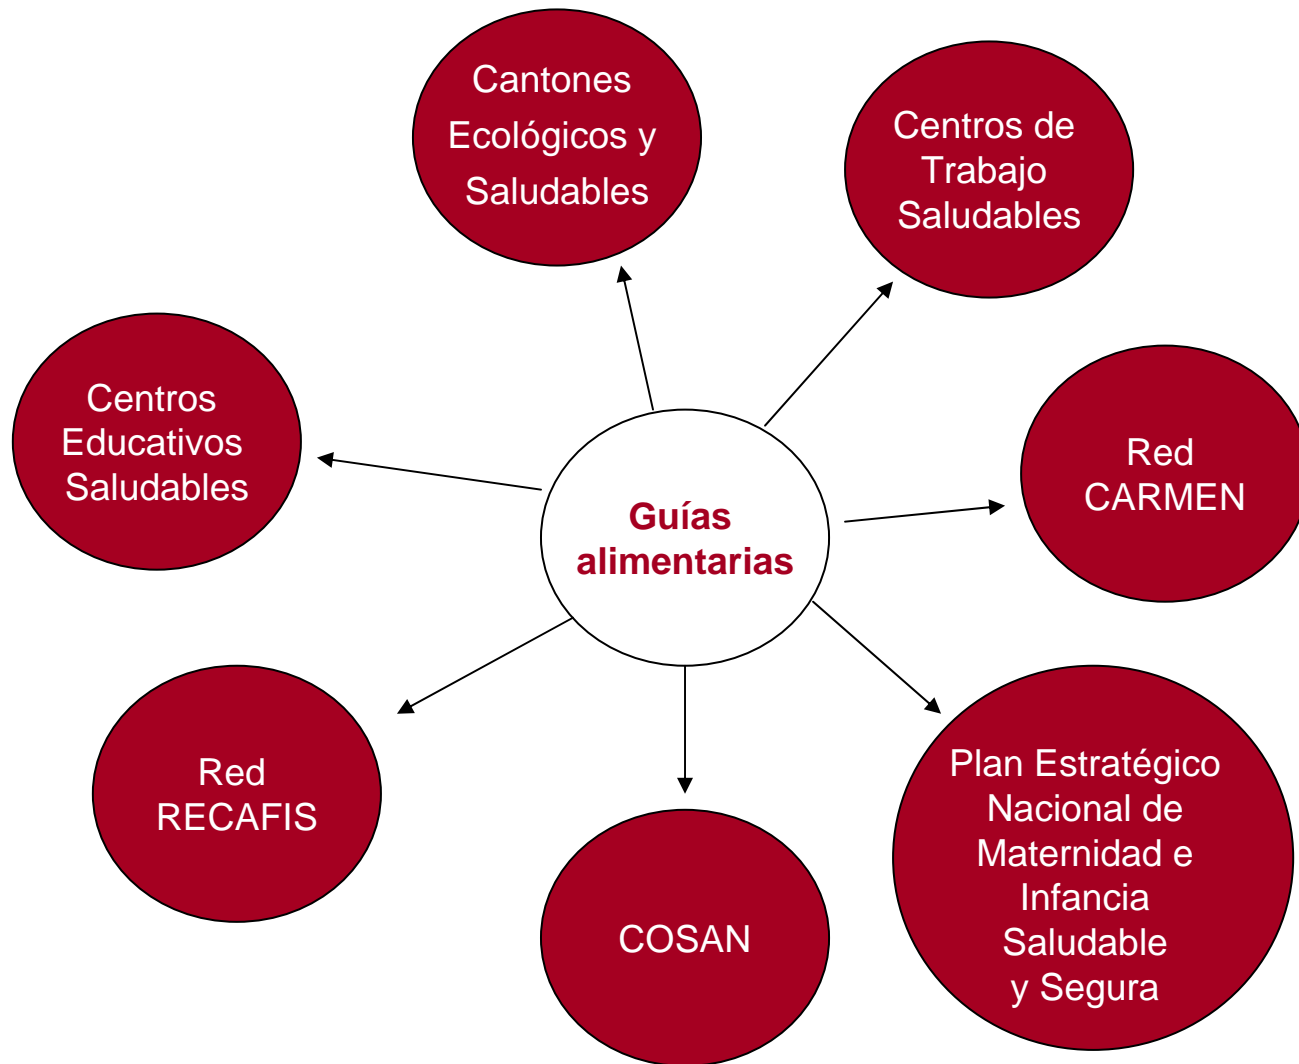 Cantones
Ecológicos y
Saludables
Centros de
Trabajo
Saludables
Centros
Educativos
Saludables
Red
CARMEN
Guías
alimentarias
Red
RECAFIS
COSAN
Plan Estratégico
Nacional de
Maternidad e
Infancia
Saludable
y Segura